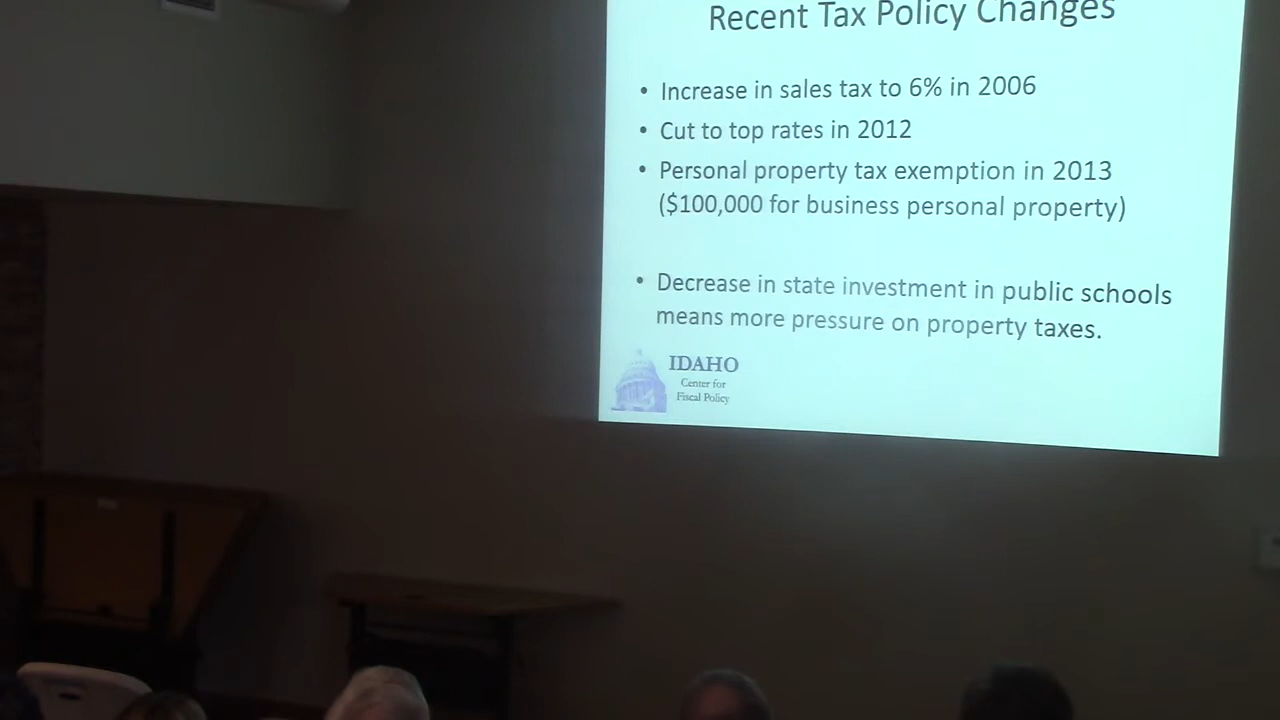 Recent Tax Policy Changes
• Increase in sales tax to 6% in 2006
• Cut to top rates in 2012
• Personal property tax exemption in 2013
($100,000 for business personal property)
• Decrease in state investment in public schools
means more pressure on property taxes.
IDAHO
Center for
Fiscal Policy